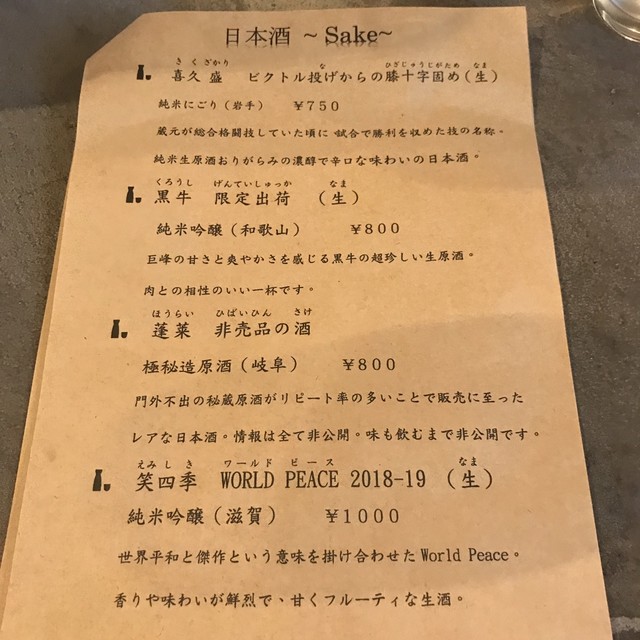 日本酒 ~ Sake~
きくざかり な ひざじゅうじがため なま
喜久盛 ビクトル投げからの膝十字固め(生)
純米にごり(岩手) ¥750
蔵元が総合格闘技していた頃に 試合で勝利を収めた技の名称。
純米生原酒おりがらみの濃醇で辛口な味わいの日本酒。
くろうし げんていしゅっか なま
黒牛 限定出荷 (生)
純米吟醸(和歌山) ¥800
巨峰の甘さと爽やかさを感じる黒牛の超珍しい生原酒。
肉との相性のいい一杯です。
ほうらい ひばいひん さけ
蓬莱 非売品の酒
極秘造原酒(岐阜) ¥800
門外不出の秘蔵原酒がリピート率の多いことで販売に至った
レアな日本酒。情報は全て非公開。味も飲むまで非公開です。
えみしき ワールド ピース なま
笑四季 WORLD PEACE 2018-19 (生)
純米吟醸(滋賀) ¥1000
世界平和と傑作という意味を掛け合わせた World Peace。
香りや味わいが鮮烈で、甘くフルーティな生酒。